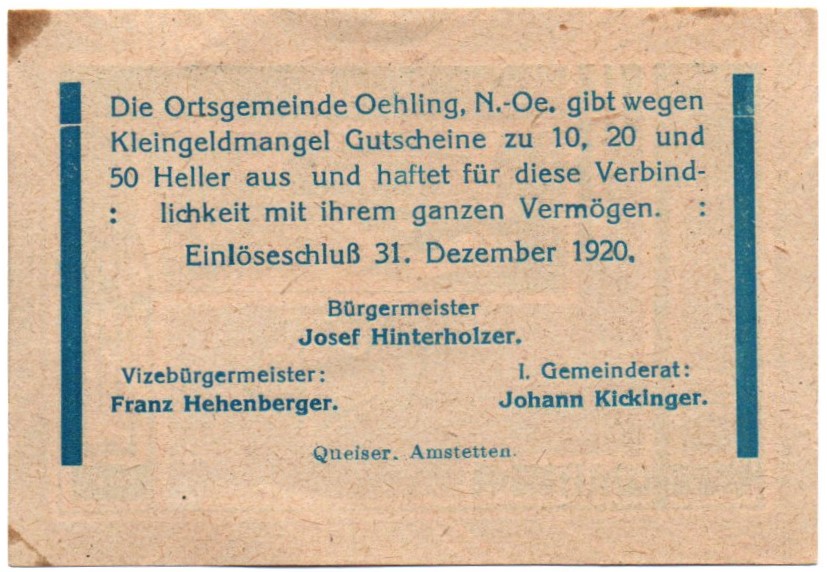 Die Ortsgemeinde Oehling, N.-Oe. gibt wegen
Kleingeldmangel Gutscheine zu 10, 20 und
50 Heller aus und haftet für diese Verbind-
: lichkeit mit ihrem ganzen Vermögen. :
Einlöseschluß 31. Dezember 1920.
Bürgermeister
Josef Hinterholzer.
Vizebürgermeister:
Franz Hehenberger.
I. Gemeinderat:
Johann Kickinger.
Queiser. Amstetten.